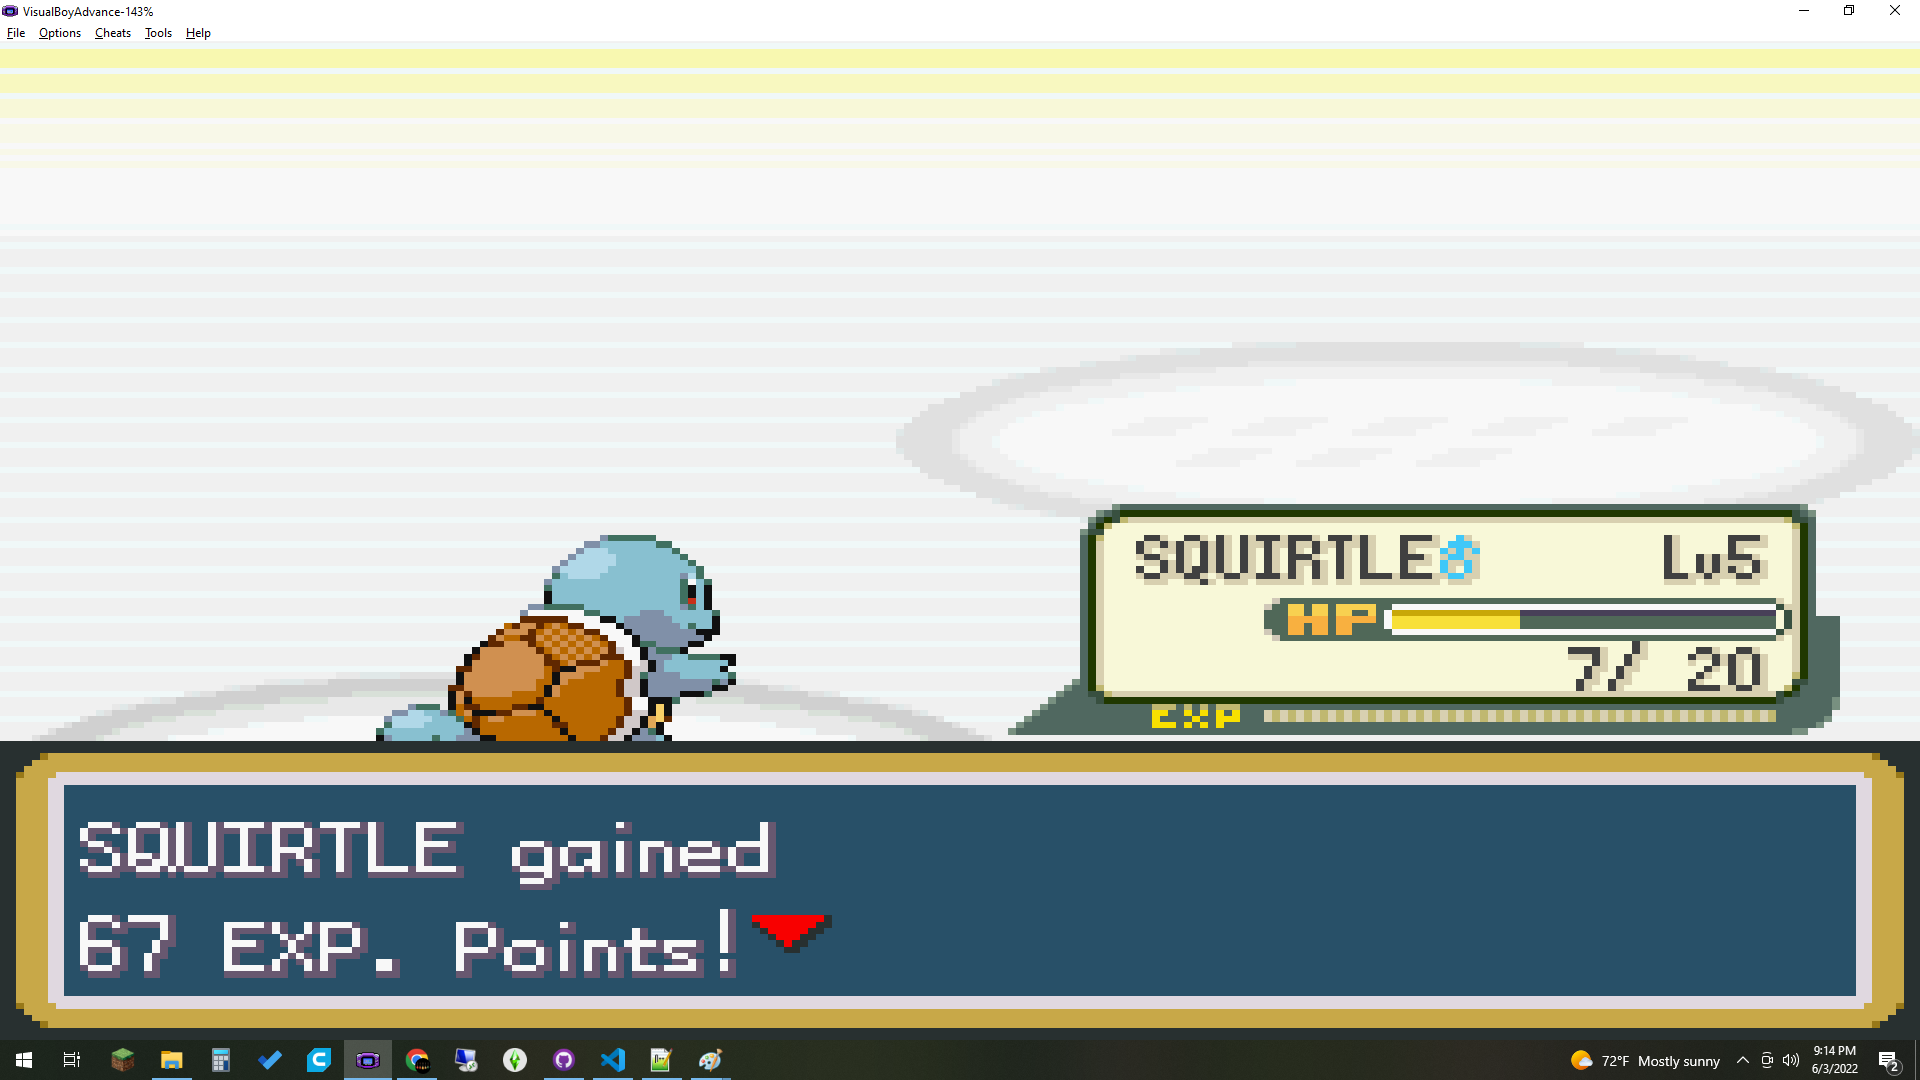 VisualBoyAdvance-143%
File Options Cheats Tools Help
SQUIRTLE♂ Lv5
HP
7/ 20
EXP
SQUIRTLE gained
67 EXP. Points!
72°F Mostly sunny
9:14 PM
6/3/2022
2